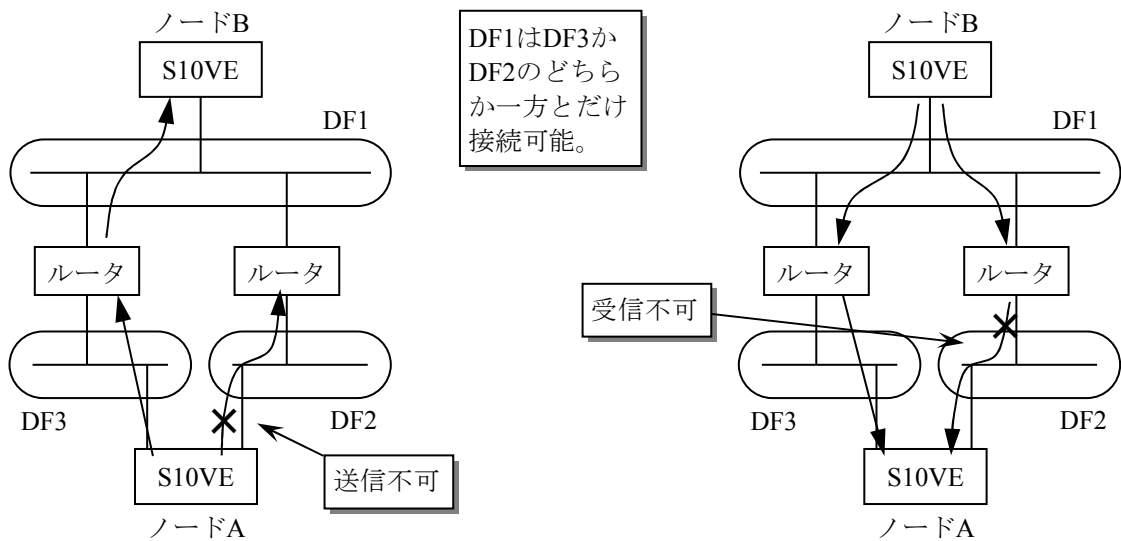 ノードB
S10VE
DF1
ルータ
ルータ
DF3
DF2
送信不可
S10VE
ノードA
DF1はDF3か
DF2のどちら
か一方とだけ
接続可能。
ノードB
S10VE
DF1
ルータ
ルータ
受信不可
DF3
DF2
S10VE
ノードA